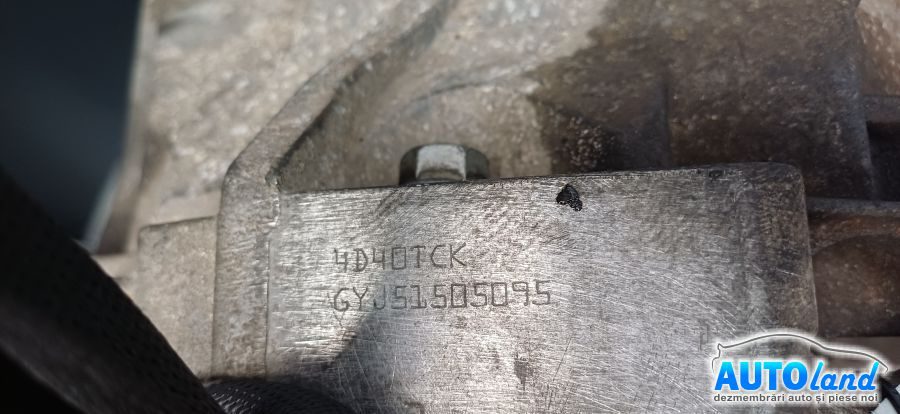 4D40TCK
GYJ51505095
AUTOland
dezmembrări auto și piese noi